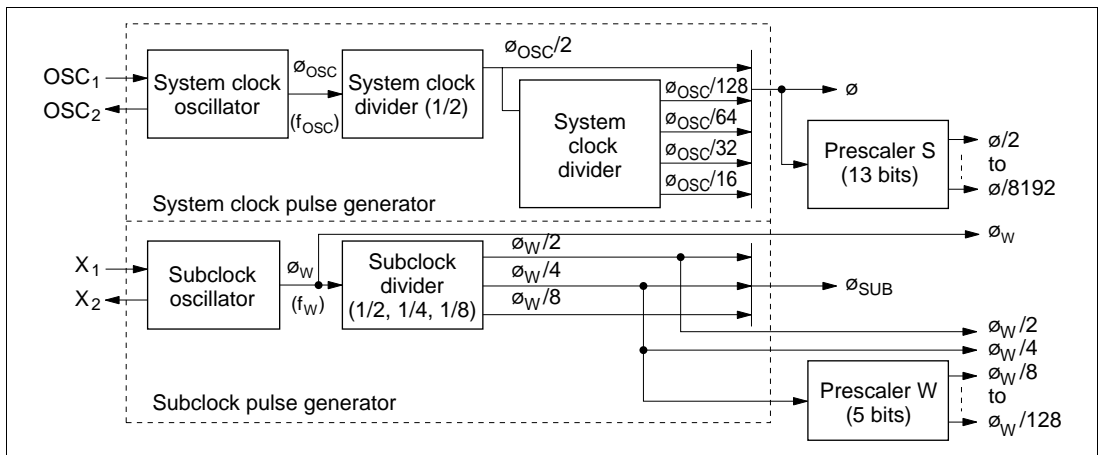 OSC1
OSC2
System clock
oscillator
øOSC
(fOSC)
System clock
divider (1/2)
øOSC/2
System
clock
divider
øOSC/128
øOSC/64
øOSC/32
øOSC/16
ø
Prescaler S
(13 bits)
ø/2
to
ø/8192
System clock pulse generator
X1
X2
Subclock
oscillator
øW
(fW)
Subclock
divider
(1/2, 1/4, 1/8)
øW/2
øW/4
øW/8
øW
øSUB
øW/2
øW/4
Prescaler W
(5 bits)
øW/8
to
øW/128
Subclock pulse generator